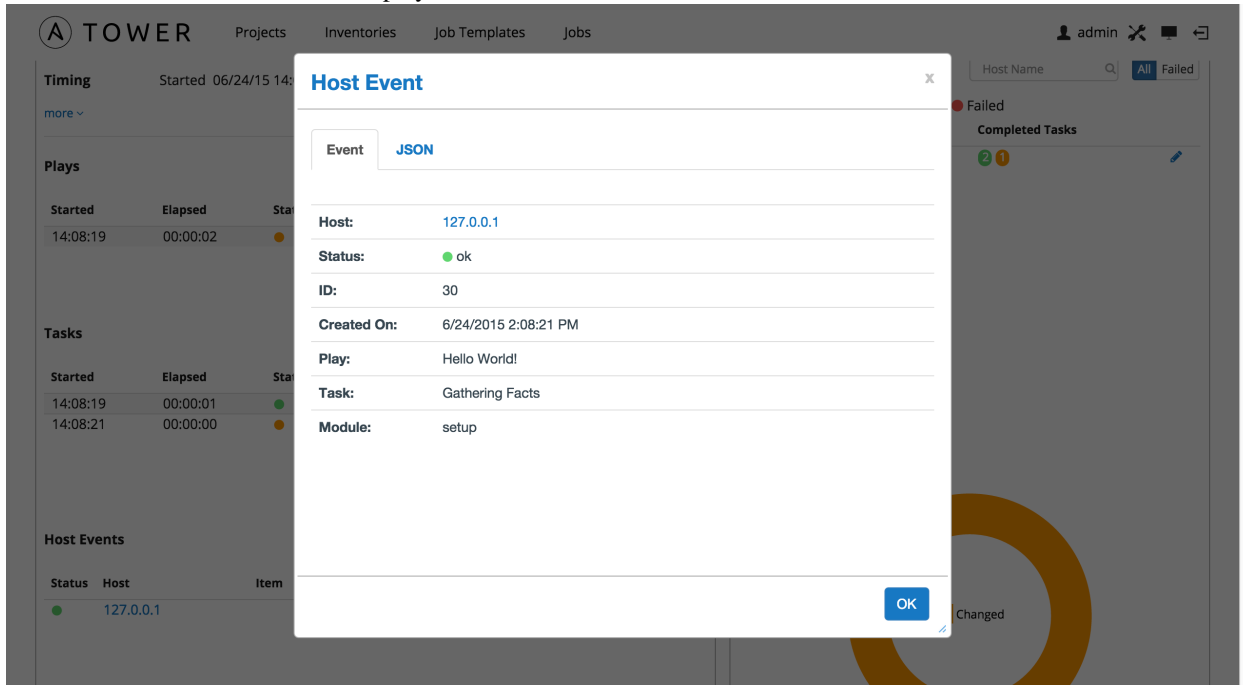 TOWER Projects Inventories Job Templates Jobs admin
Timing Started 06/24/15 14:
more
Plays
Started Elapsed
14:08:19 00:00:02
Tasks
Started Elapsed
14:08:19 00:00:01
14:08:21 00:00:00
Host Events
Status Host Item
127.0.0.1
Host Event x
Event JSON
Host: 127.0.0.1
Status: ok
ID: 30
Created On: 6/24/2015 2:08:21 PM
Play: Hello World!
Task: Gathering Facts
Module: setup
OK
Host Name All Failed
Failed
Completed Tasks
2 1
Changed